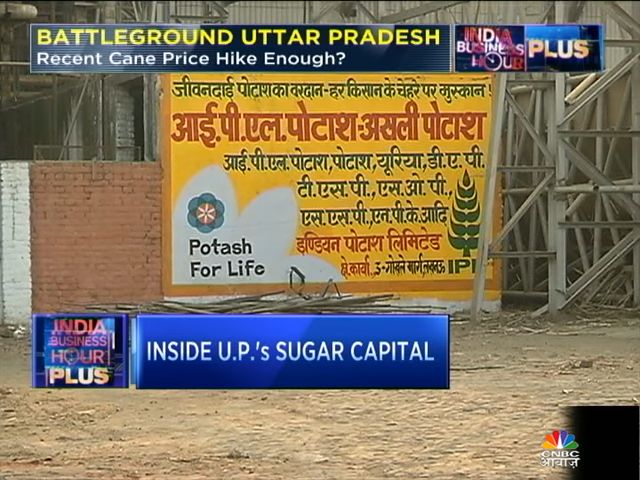 BATTLEGROUND UTTAR PRADESH
Recent Cane Price Hike Enough?
INDIA
BUSINESS
HOUR
PLUS
जीवनदाई पोटाश का वरदान-हर किसान के चेहरे पर मुस्कान !
आई.पी.एल.पोटाश-असली पोटाश
आई.पी.एल.पोटाश,पोटाश,यूरिया,डी.ए.पी.
टी.एस.पी.,एस.ओ.पी.,
एस.एस.पी.,एन.पी.के.आदि
Potash
For Life
इण्डियन पोटाश लिमिटेड
क्षे.कार्या.
IPL
INDIA
BUSINESS
HOUR
PLUS
INSIDE U.P.'s SUGAR CAPITAL
CNBC
आवाज़